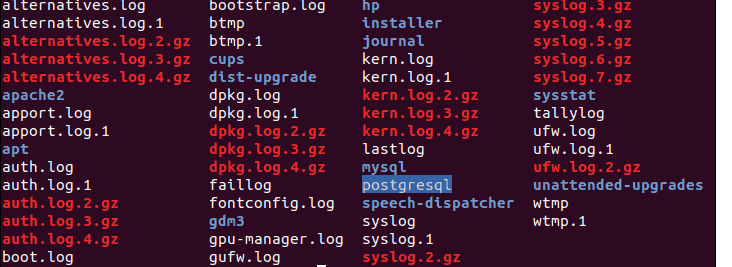 alternatives.log bootstrap.log hp syslog.3.gz
alternatives.log.1 btmp installer syslog.4.gz
alternatives.log.2.gz btmp.1 journal syslog.5.gz
alternatives.log.3.gz cups kern.log syslog.6.gz
alternatives.log.4.gz dist-upgrade kern.log.1 syslog.7.gz
apache2 dpkg.log kern.log.2.gz sysstat
apport.log dpkg.log.1 kern.log.3.gz tallylog
apport.log.1 dpkg.log.2.gz kern.log.4.gz ufw.log
apt dpkg.log.3.gz lastlog ufw.log.1
auth.log dpkg.log.4.gz mysql ufw.log.2.gz
auth.log.1 faillog postgresql unattended-upgrades
auth.log.2.gz fontconfig.log speech-dispatcher wtmp
auth.log.3.gz gdm3 syslog wtmp.1
auth.log.4.gz gpu-manager.log syslog.1
boot.log gufw.log syslog.2.gz